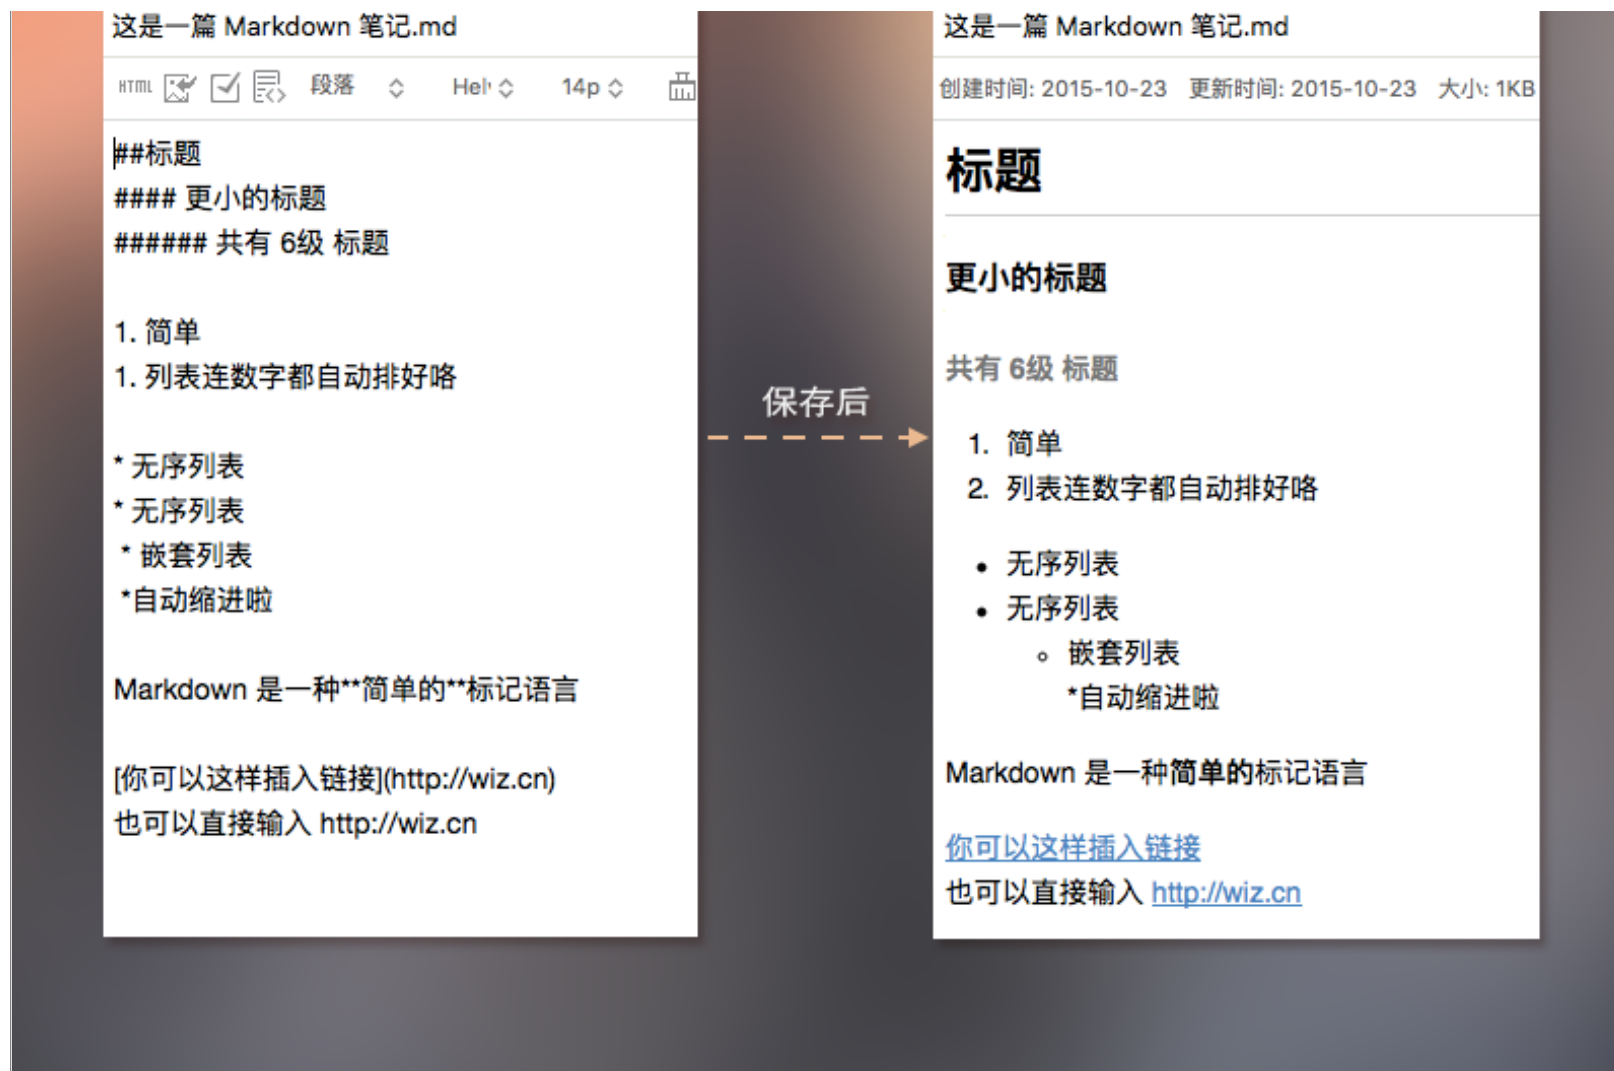 这是一篇 Markdown 笔记.md
HTML 段落 Hel 14p
##标题
#### 更小的标题
###### 共有 6级 标题
1. 简单
1. 列表连数字都自动排好咯
* 无序列表
* 无序列表
* 嵌套列表
*自动缩进啦
Markdown 是一种**简单的**标记语言
[你可以这样插入链接](http://wiz.cn)
也可以直接输入 http://wiz.cn
保存后
这是一篇 Markdown 笔记.md
创建时间: 2015-10-23 更新时间: 2015-10-23 大小: 1KB
标题
更小的标题
共有 6级 标题
1. 简单
2. 列表连数字都自动排好咯
• 无序列表
• 无序列表
◦ 嵌套列表
*自动缩进啦
Markdown 是一种简单的标记语言
你可以这样插入链接
也可以直接输入 http://wiz.cn